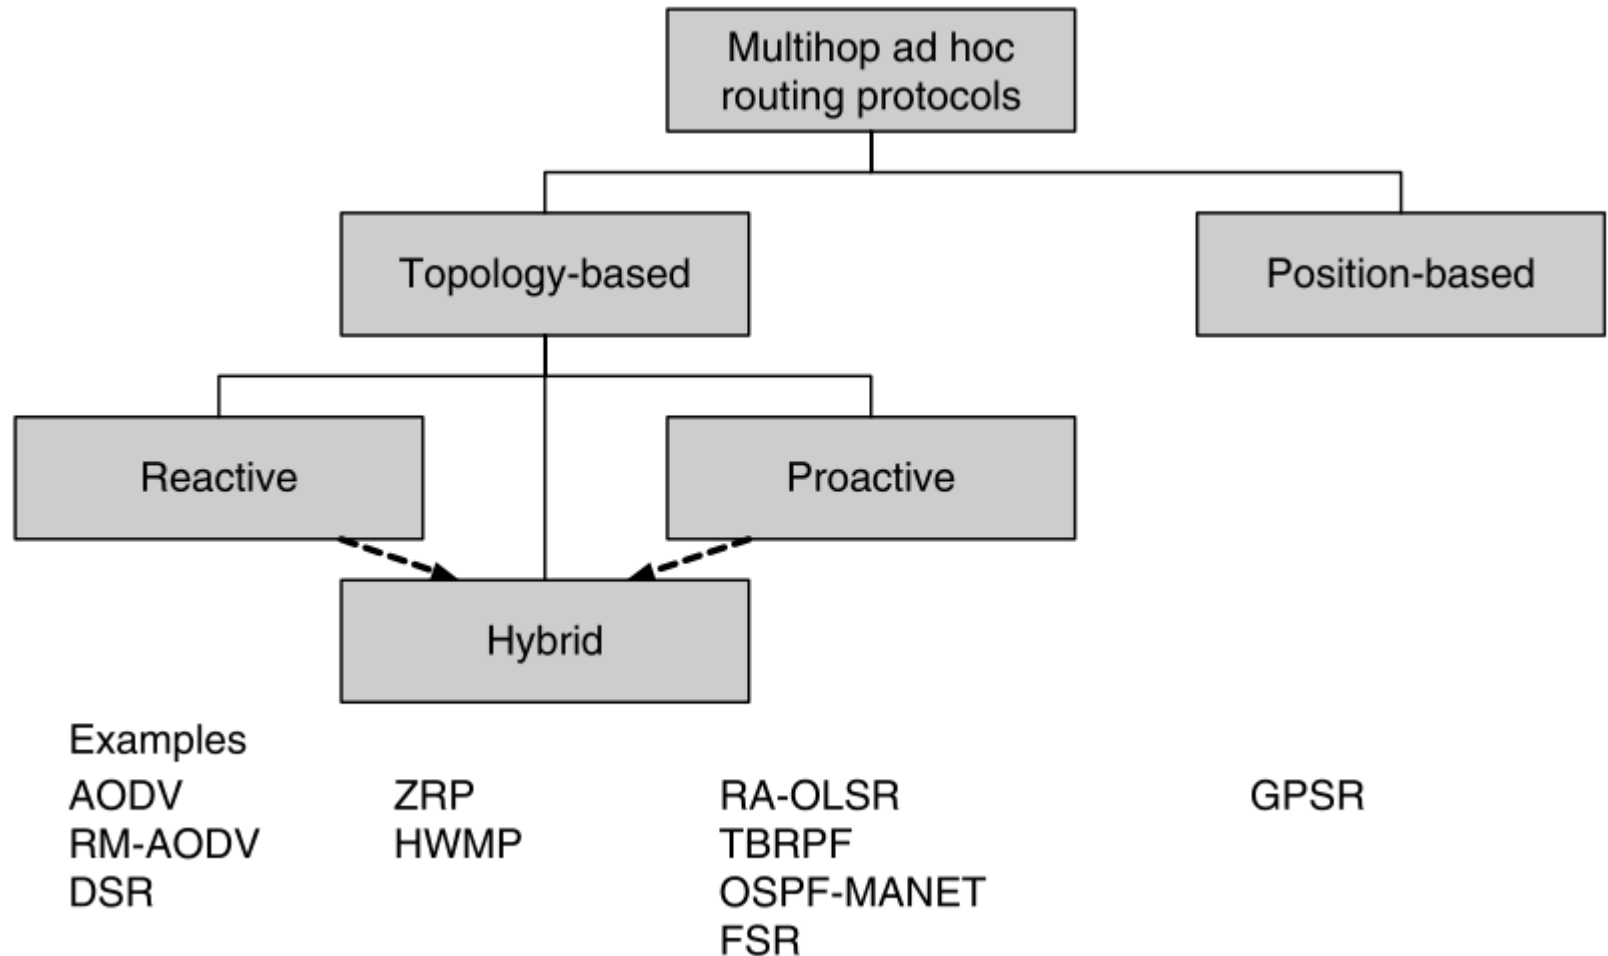 Multihop ad hoc
routing protocols
Topology-based
Position-based
Reactive
Proactive
Hybrid
Examples
AODV
RM-AODV
DSR
ZRP
HWMP
RA-OLSR
TBRPF
OSPF-MANET
FSR
GPSR